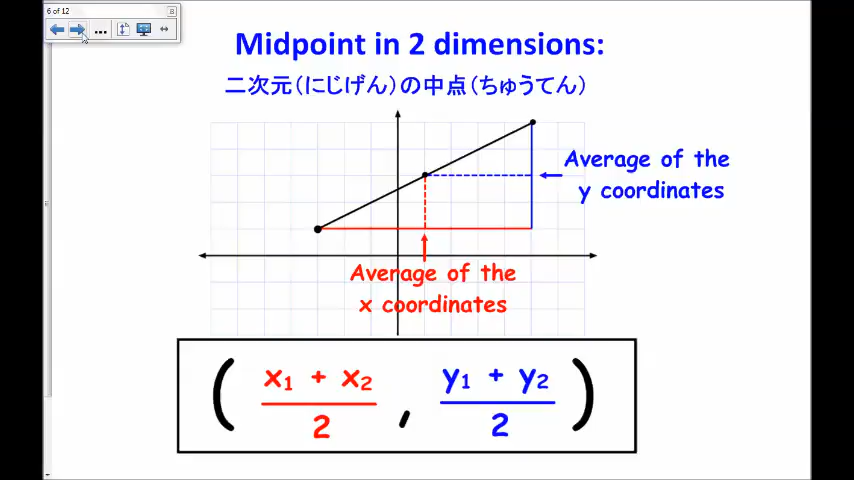 6 of 12
Midpoint in 2 dimensions:
二次元(にじげん)の中点(ちゅうてん)
Average of the
y coordinates
Average of the
x coordinates
( x₁ + x₂ / 2 , y₁ + y₂ / 2 )